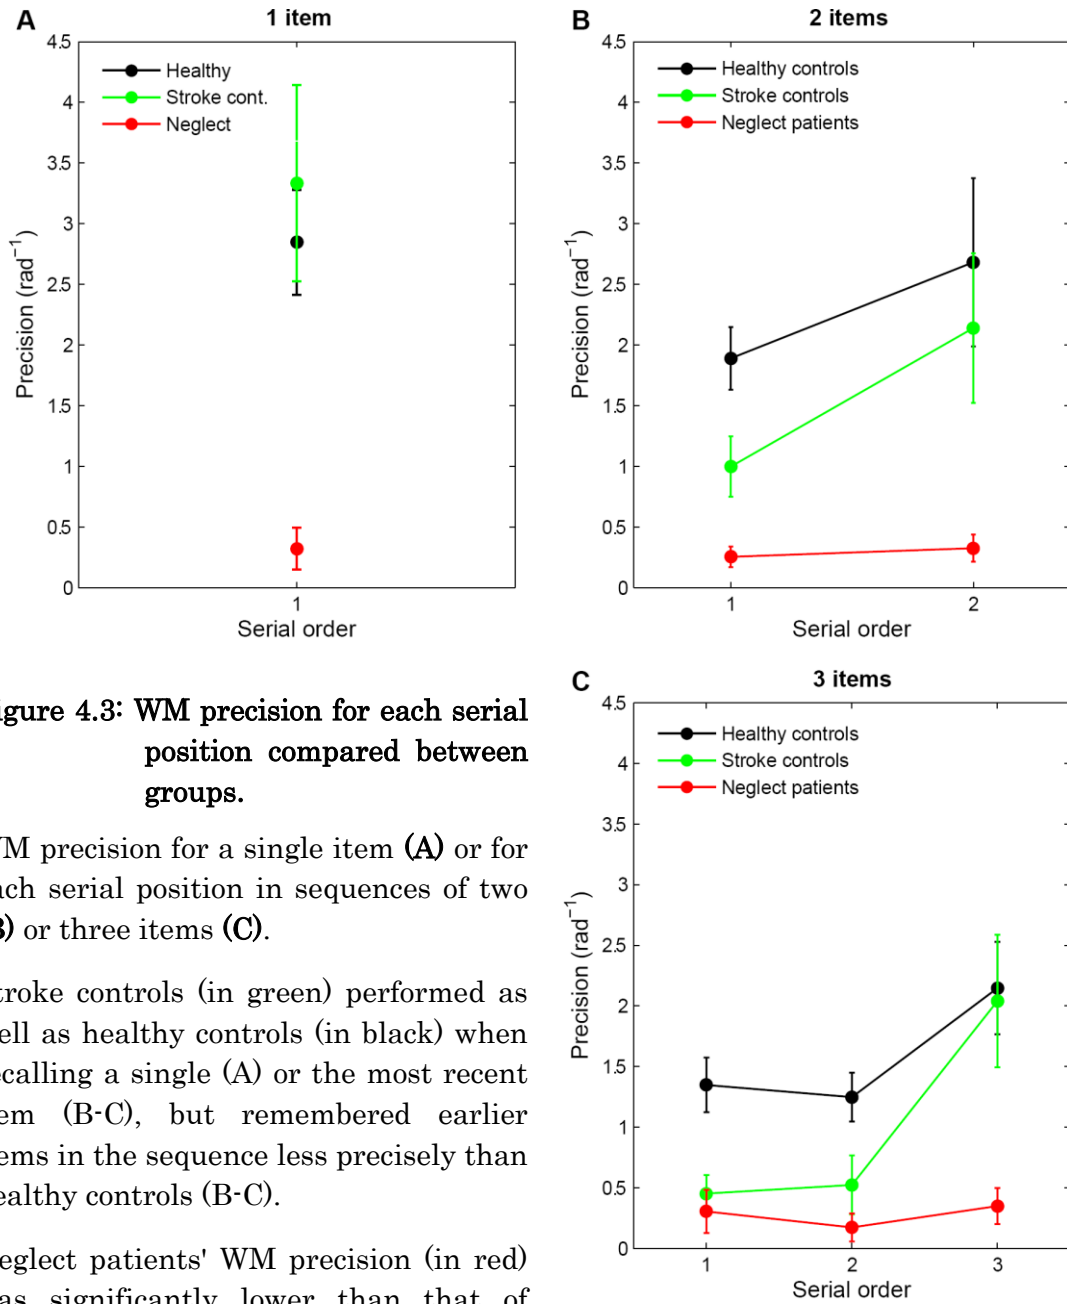 A
1 item
4.5
4
3.5
3
2.5
2
1.5
1
0.5
0
Precision (rad⁻¹)
Healthy
Stroke cont.
Neglect
1
Serial order
B
2 items
4.5
4
3.5
3
2.5
2
1.5
1
0.5
0
Precision (rad⁻¹)
Healthy controls
Stroke controls
Neglect patients
1 2
Serial order
igure 4.3: WM precision for each serial
position compared between
groups.
VM precision for a single item (A) or for
ach serial position in sequences of two
B) or three items (C).
troke controls (in green) performed as
ell as healthy controls (in black) when
ecalling a single (A) or the most recent
em (B-C), but remembered earlier
ems in the sequence less precisely than
ealthy controls (B-C).
eglect patients' WM precision (in red)
as significantly lower than that of
C
3 items
4.5
4
3.5
3
2.5
2
1.5
1
0.5
0
Precision (rad⁻¹)
Healthy controls
Stroke controls
Neglect patients
1 2 3
Serial order